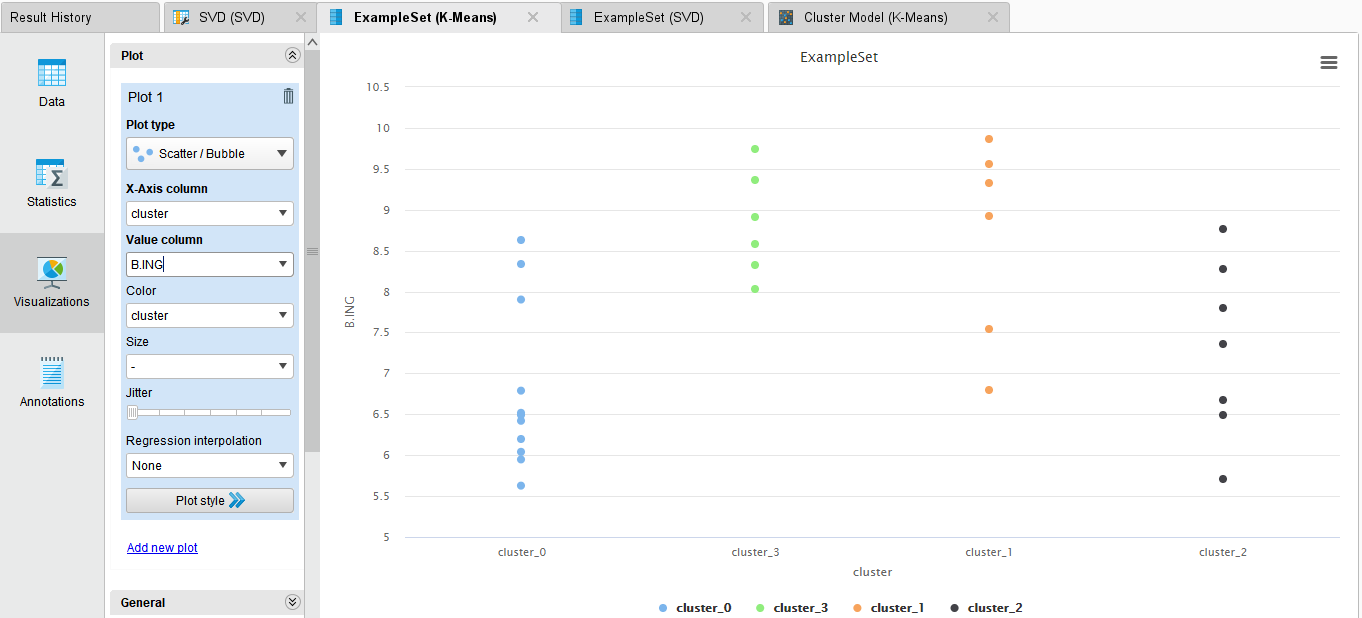 Result History
SVD (SVD)
ExampleSet (K-Means)
ExampleSet (SVD)
Cluster Model (K-Means)
Data
Statistics
Visualizations
Annotations
Plot
Plot 1
Plot type
Scatter / Bubble
X-Axis column
cluster
Value column
B.ING
Color
cluster
Size
-
Jitter
Regression interpolation
None
Plot style
Add new plot
General
ExampleSet
10.5
10
9.5
9
8.5
8
7.5
7
6.5
6
5.5
5
B.ING
cluster_0
cluster_3
cluster_1
cluster_2
cluster
cluster_0
cluster_3
cluster_1
cluster_2